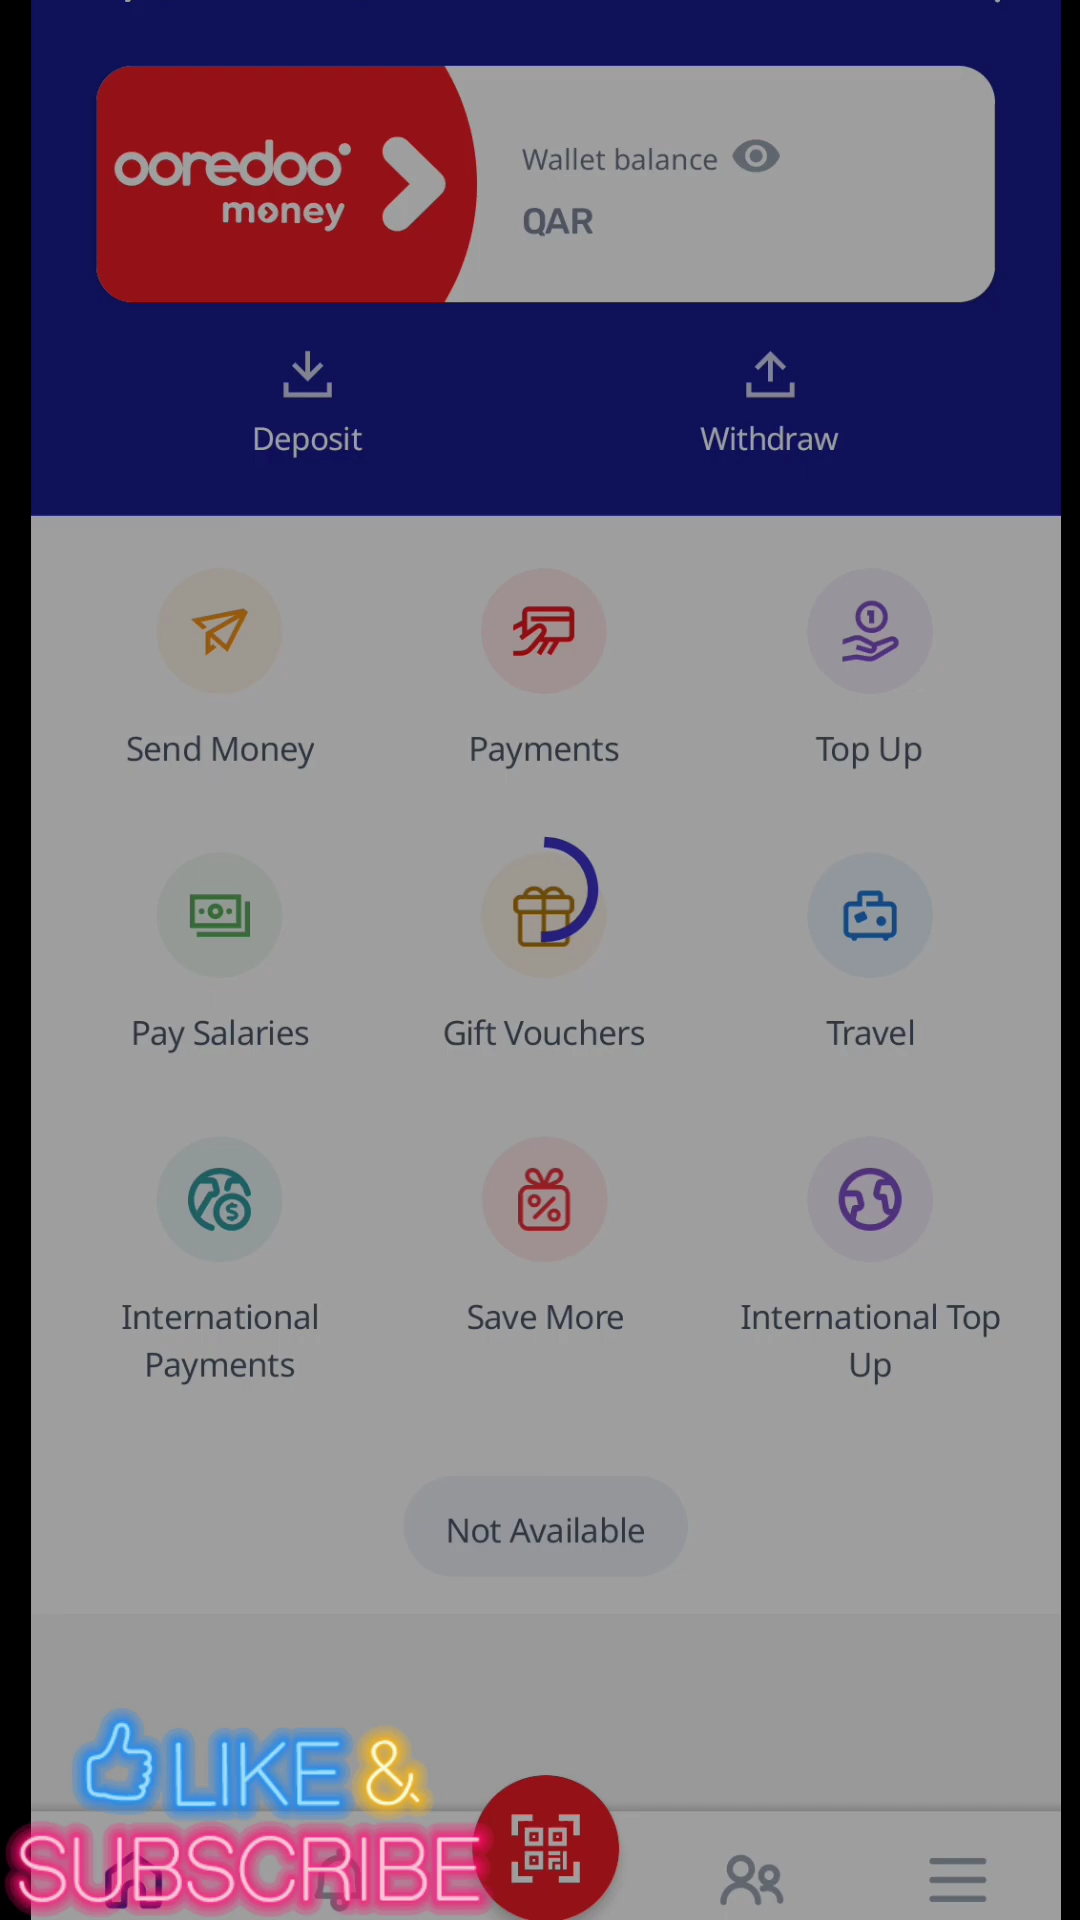 ooredoo
money
Wallet balance
QAR
Deposit
Withdraw
Send Money
Payments
Top Up
Pay Salaries
Gift Vouchers
Travel
International
Payments
Save More
International Top
Up
Not Available
LIKE &
SUBSCRIBE